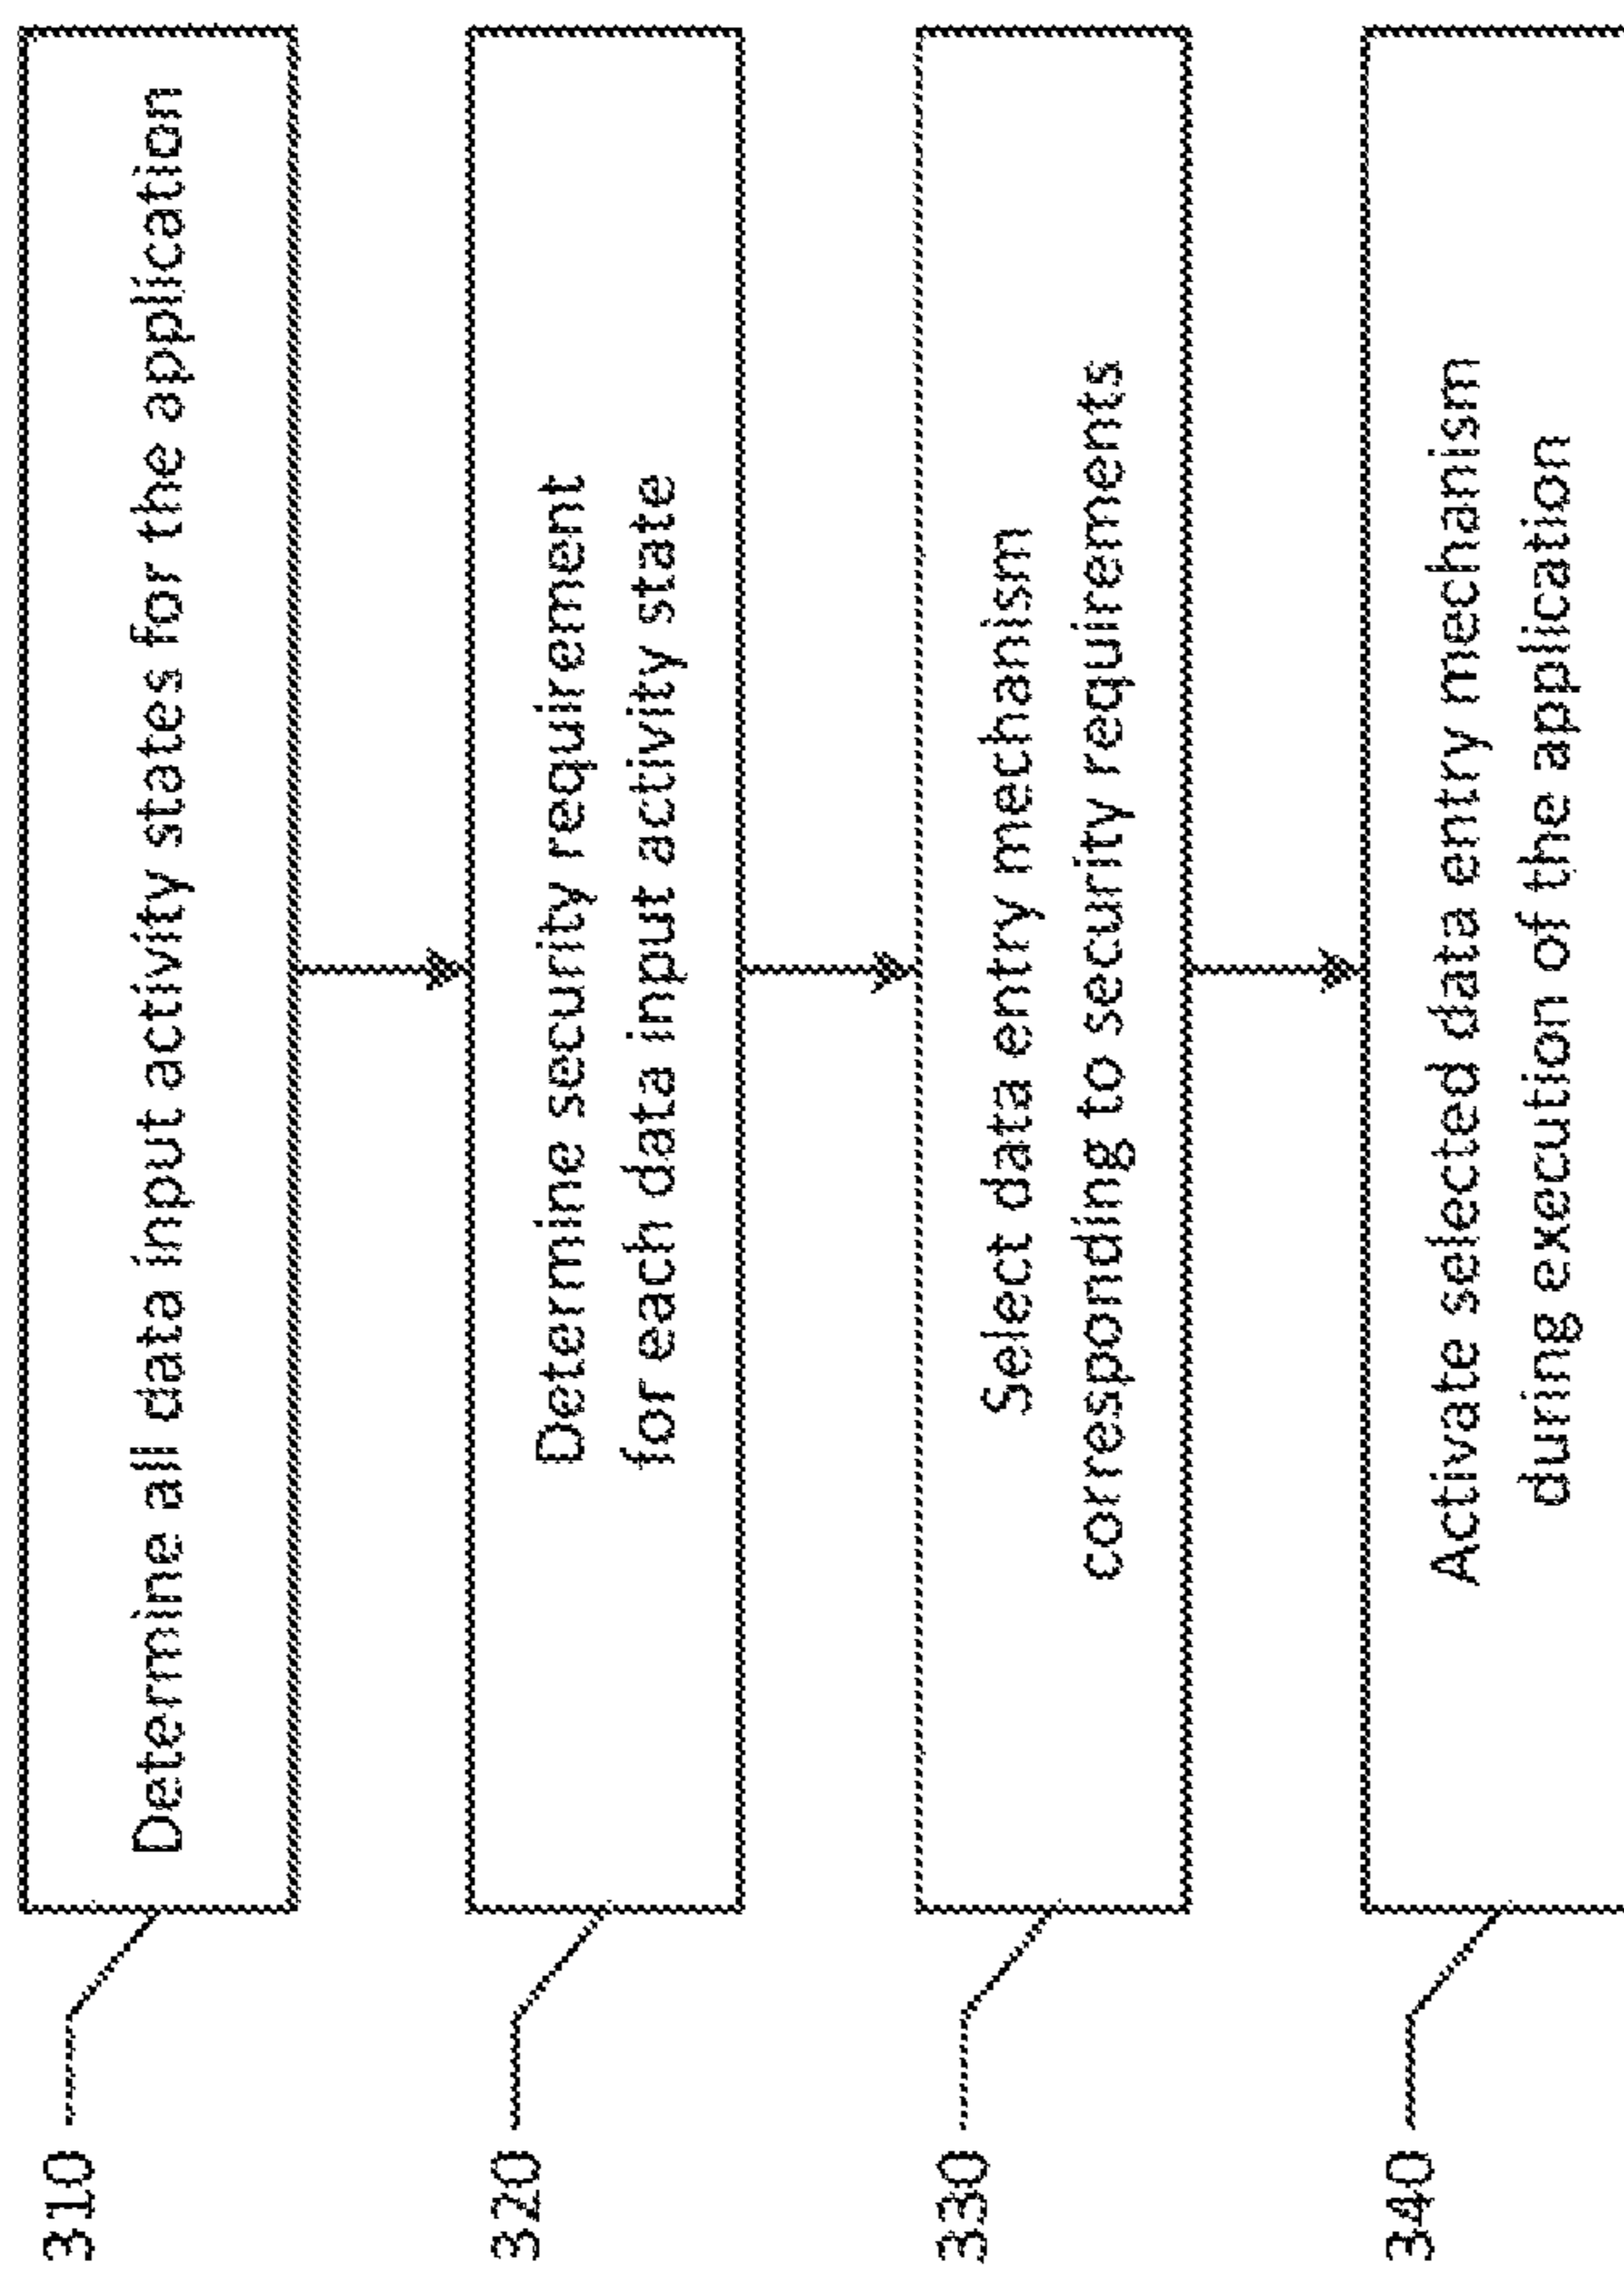 310
Determine all data input activity states for the application
320
Determine security requirement
for each data input activity state
330
Select data entry mechanism
corresponding to security requirements
340
Activate selected data entry mechanism
during execution of the application